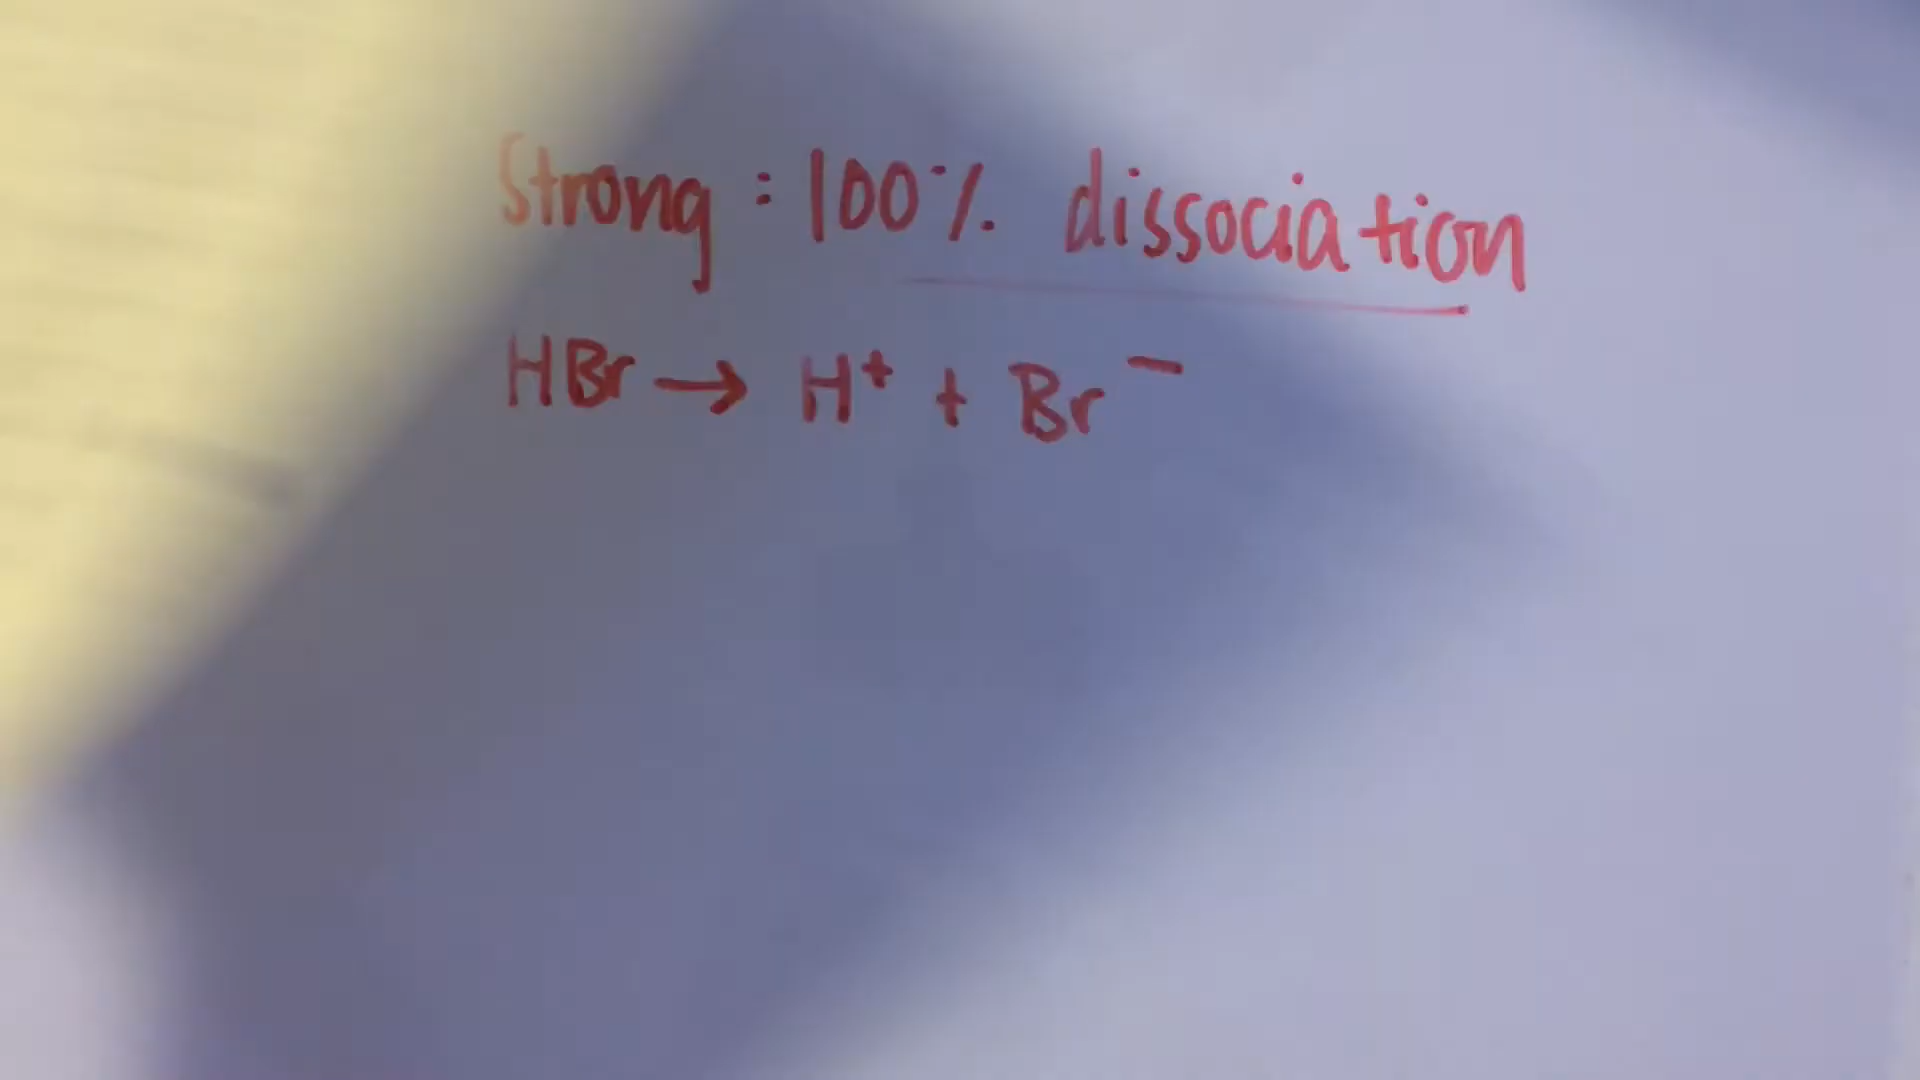 Strong : 100% dissociation
HBr → H⁺ + Br⁻